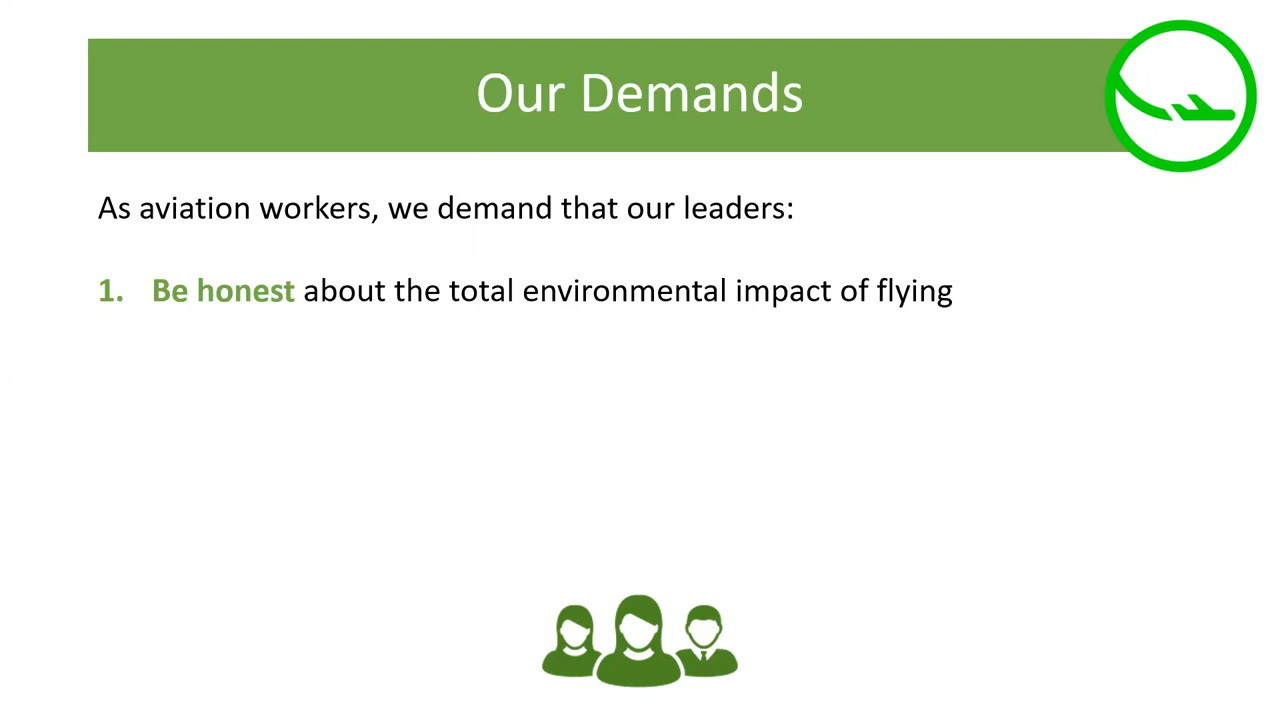 Our Demands
As aviation workers, we demand that our leaders:
1. Be honest about the total environmental impact of flying